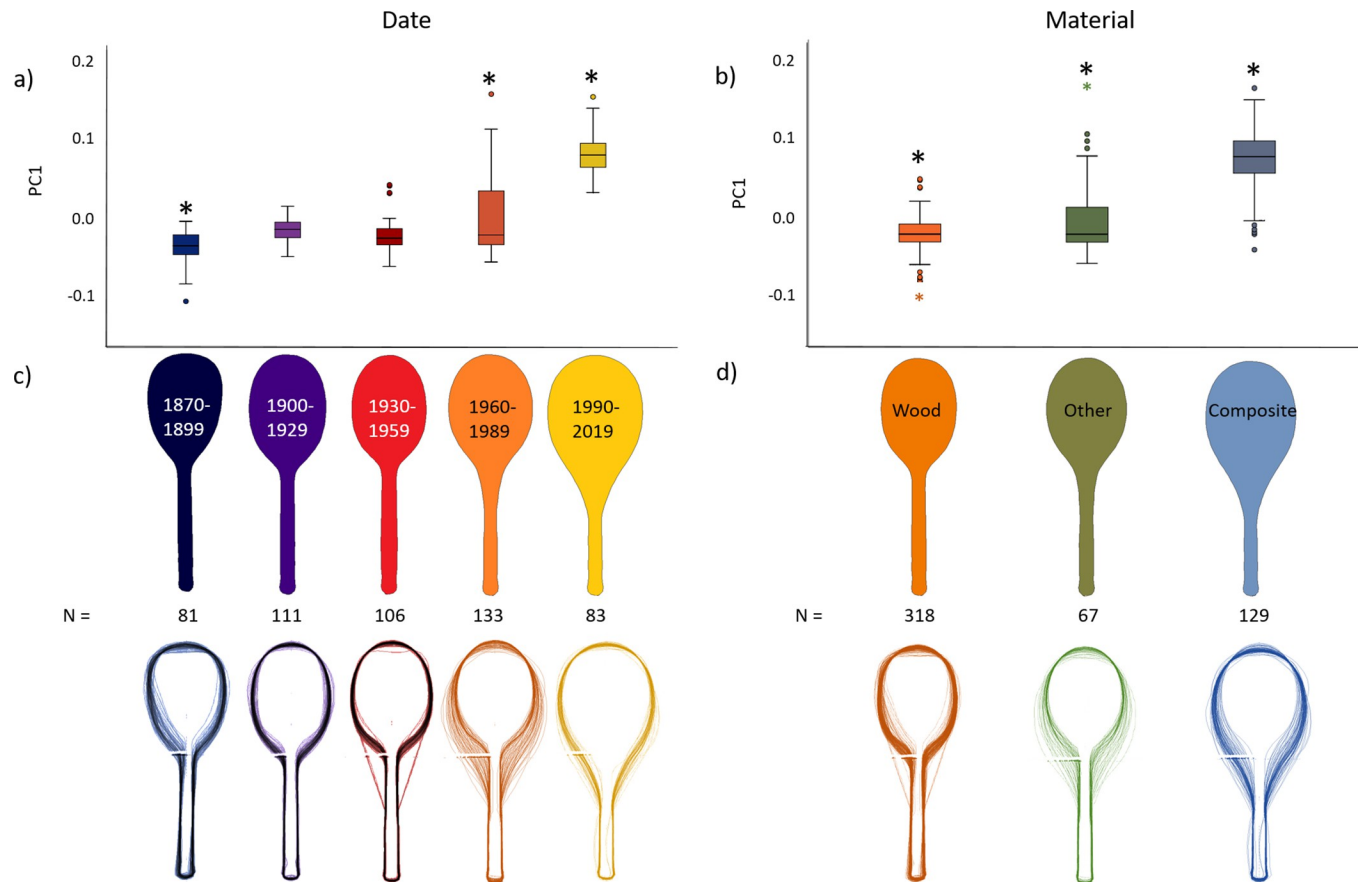 Date
Material
a)
0.2
0.1
0.0
-0.1
PC1
*
*
*
b)
0.2
0.1
0.0
-0.1
PC1
*
*
*
*
*
c)
1870-
1899
1900-
1929
1930-
1959
1960-
1989
1990-
2019
d)
Wood
Other
Composite
N =
81
111
106
133
83
318
67
129